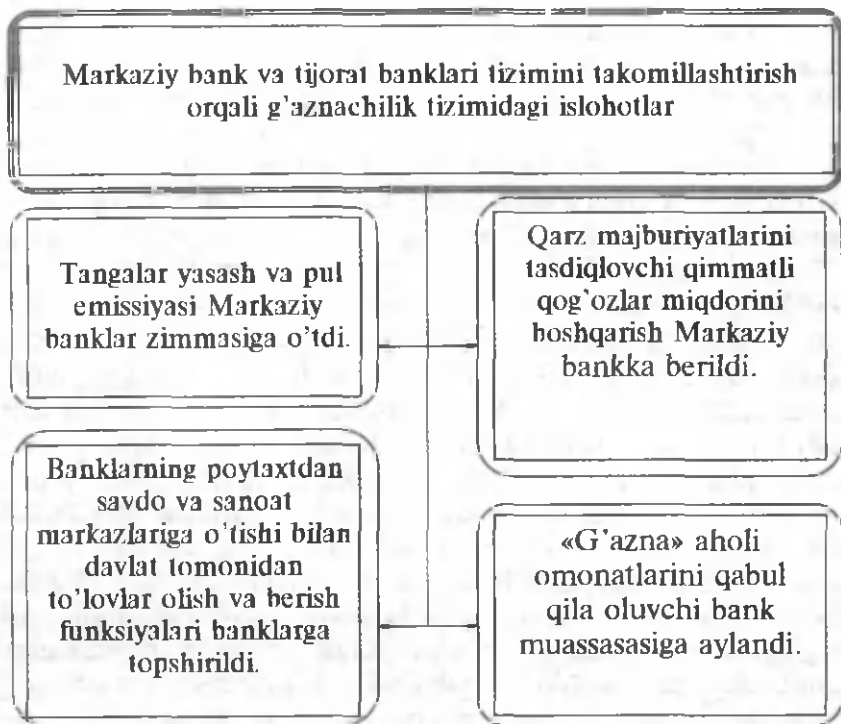 Markaziy bank va tijorat banklari tizimini takomillashtirish
orqali g'aznachilik tizimidagi islohotlar
Tangalar yasash va pul
emissiyasi Markaziy
banklar zimmasiga o'tdi.
Qarz majburiyatlarini
tasdiqlovchi qimmatli
qog`ozlar miqdorini
boshqarish Markaziy
bankka berildi.
Banklarning poytaxtdan
savdo va sanoat
markazlariga o'tishi bilan
davlat tomonidan
to'lovlar olish va berish
funksiyalari banklarga
topshirildi.
«G'azna» aholi
omonatlarini qabul
qila oluvchi bank
muassasasiga aylandi.